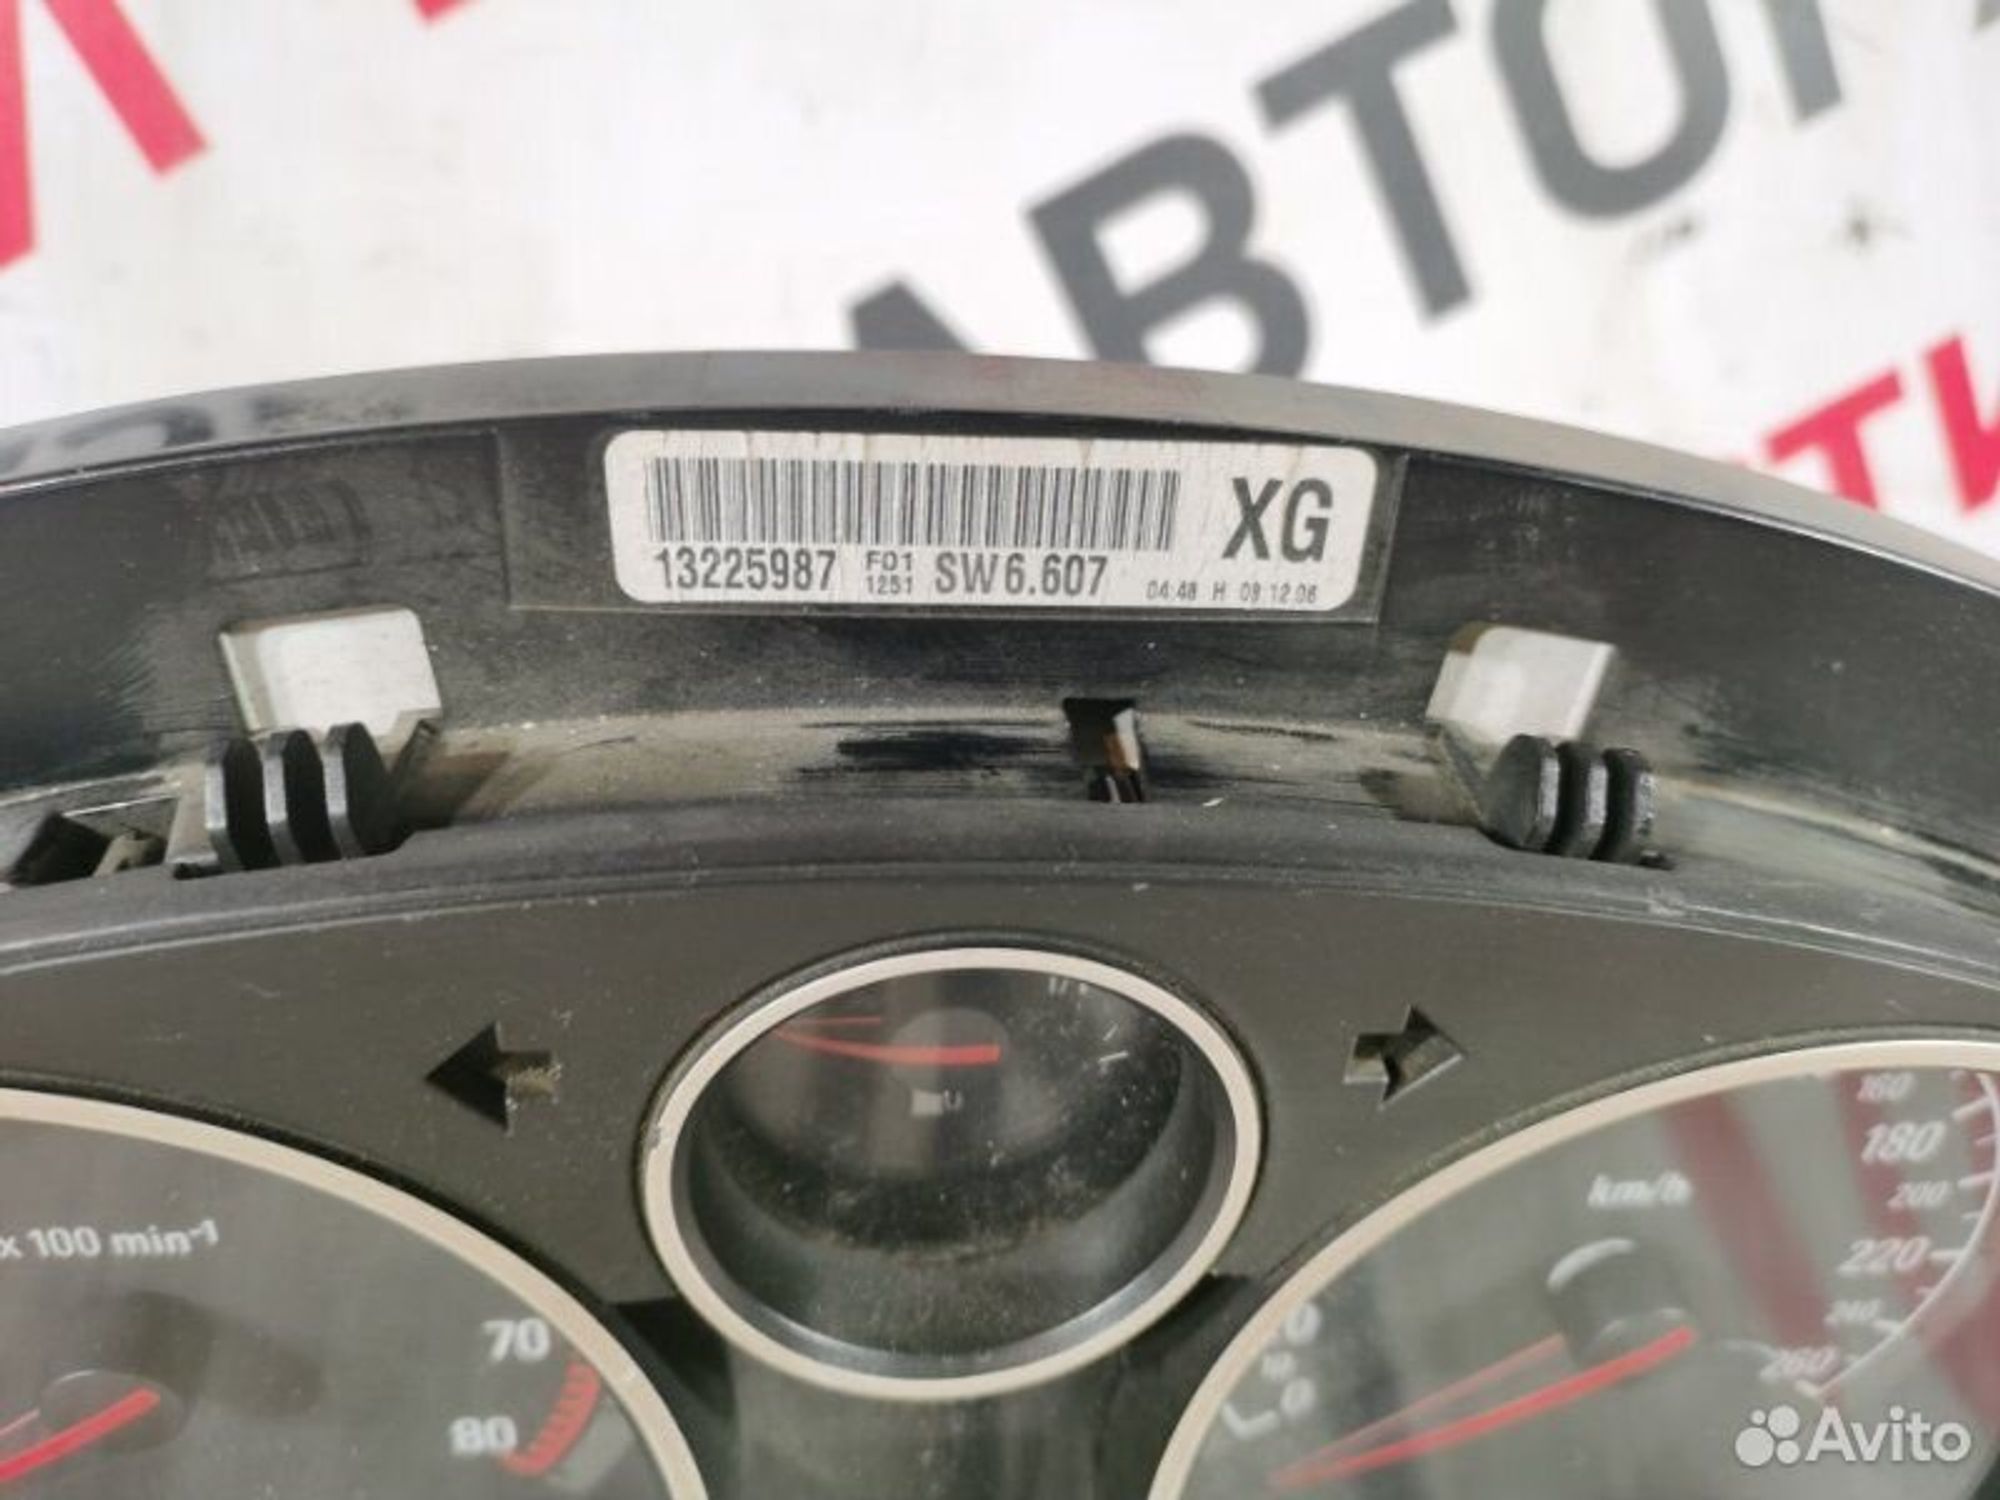 АВТО
13225987 F01 1251 SW6.607 XG
04:48 H 09.12.08
x 100 min-1
70
80
km/h
160
180
200
220
240
260
Avito